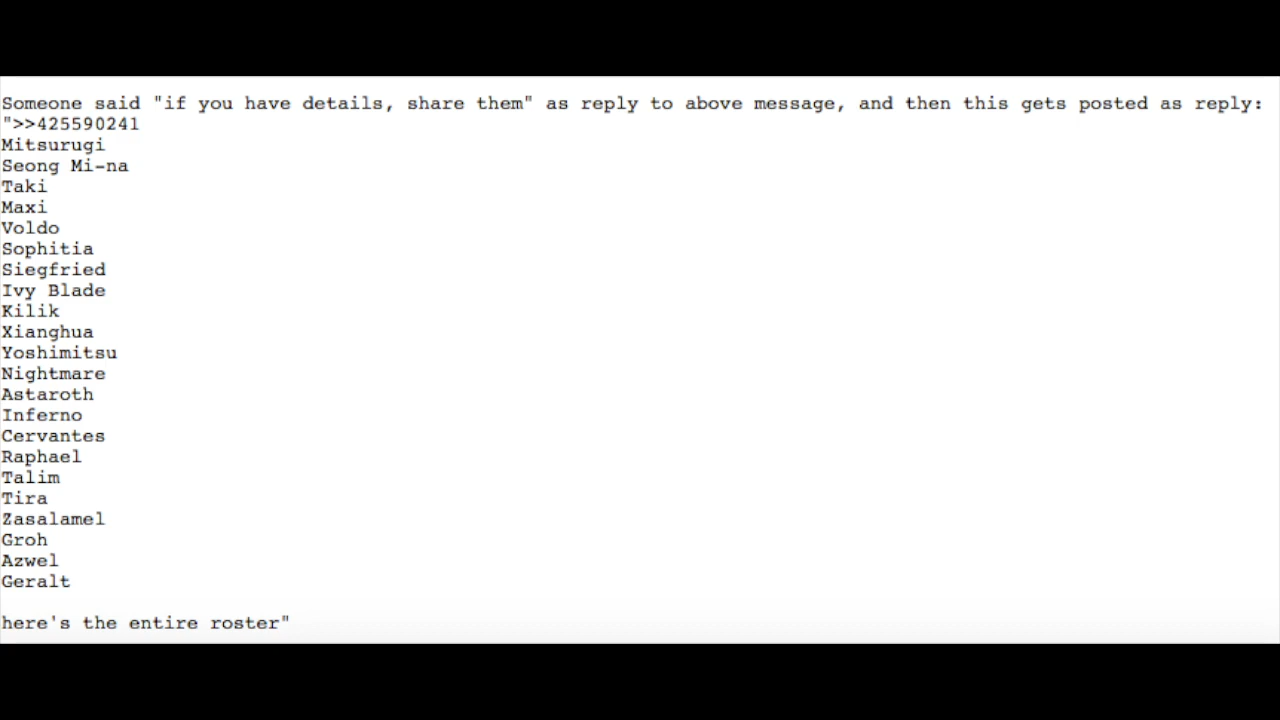 Someone said "if you have details, share them" as reply to above message, and then this gets posted as reply:
">>425590241
Mitsurugi
Seong Mi-na
Taki
Maxi
Voldo
Sophitia
Siegfried
Ivy Blade
Kilik
Xianghua
Yoshimitsu
Nightmare
Astaroth
Inferno
Cervantes
Raphael
Talim
Tira
Zasalamel
Groh
Azwel
Geralt
here's the entire roster"